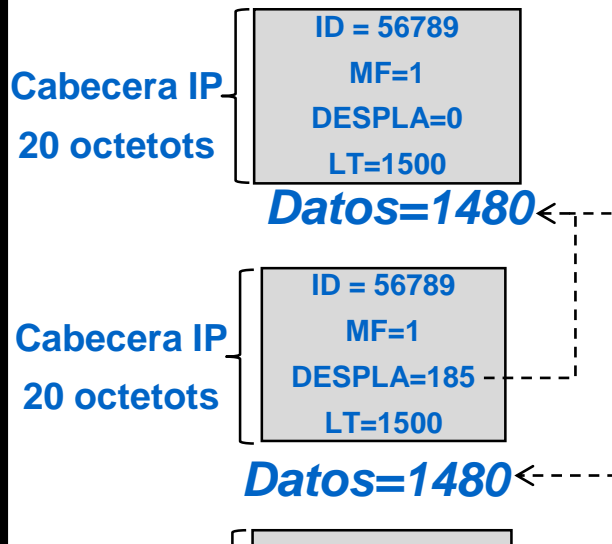 ID = 56789
MF=1
DESPLA=0
LT=1500
Cabecera IP
20 octetots
Datos=1480
ID = 56789
MF=1
DESPLA=185
LT=1500
Cabecera IP
20 octetots
Datos=1480